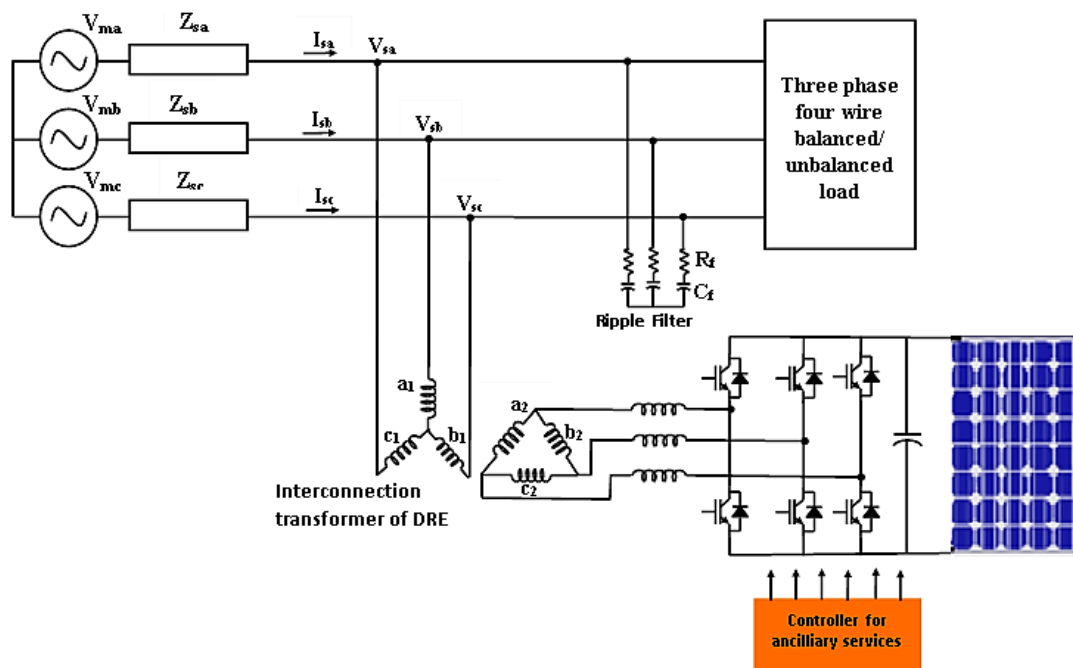 Vma
Zsa
Isa
Vsa
Vmb
Zsb
Isb
Vsb
Vmc
Zsc
Isc
Vsc
Three phase
four wire
balanced/
unbalanced
load
Rf
Cf
Ripple Filter
a1
c1
b1
a2
b2
c2
Interconnection
transformer of DRE
Controller for
ancilliary services